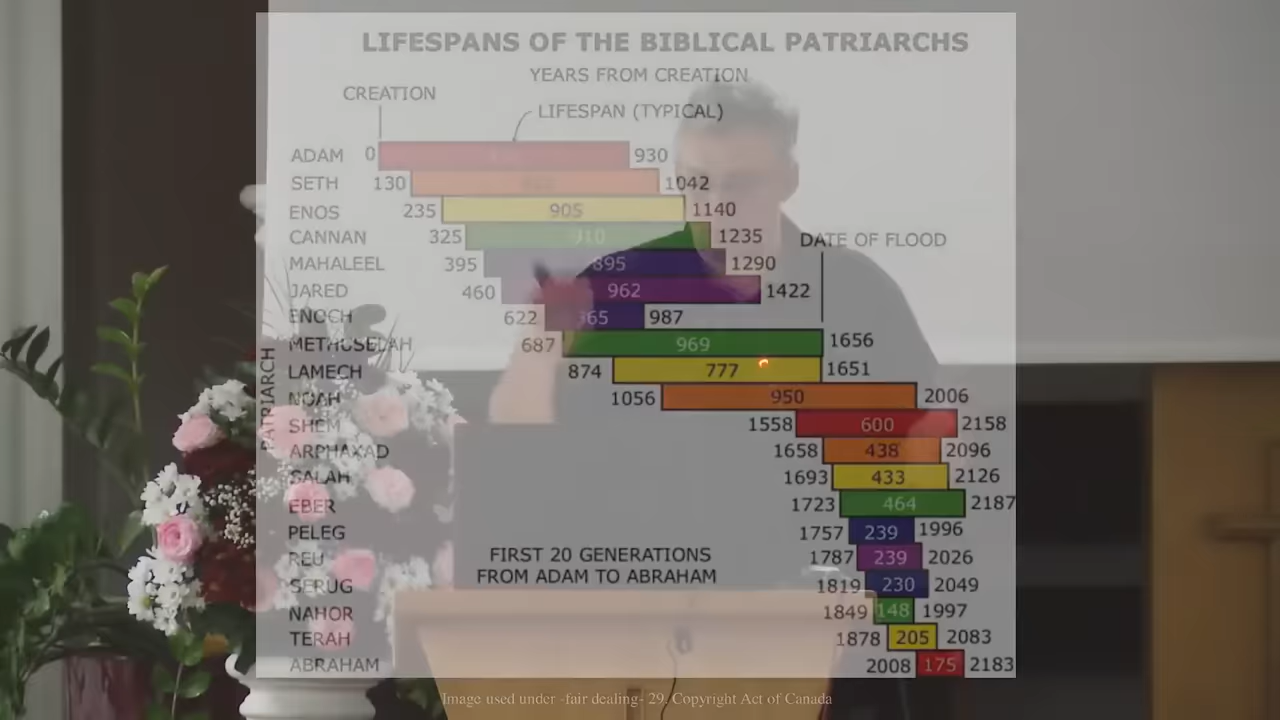 LIFESPANS OF THE BIBLICAL PATRIARCHS
YEARS FROM CREATION
CREATION
LIFESPAN (TYPICAL)
ADAM 0 930
SETH 130 1042
ENOS 235 905 1140
CANNAN 325 910 1235
DATE OF FLOOD
MAHALEEL 395 895 1290
JARED 460 962 1422
ENOCH 622 365 987
METHUSELAH 687 969 1656
LAMECH 874 777 1651
NOAH 1056 950 2006
PATRIARCH
SHEM 1558 600 2158
ARPHAXAD 1658 438 2096
SALAH 1693 433 2126
EBER 1723 464 2187
PELEG 1757 239 1996
FIRST 20 GENERATIONS
FROM ADAM TO ABRAHAM
REU 1787 239 2026
SERUG 1819 230 2049
NAHOR 1849 148 1997
TERAH 1878 205 2083
ABRAHAM 2008 175 2183
Image used under -fair dealing- 29, Copyright Act of Canada